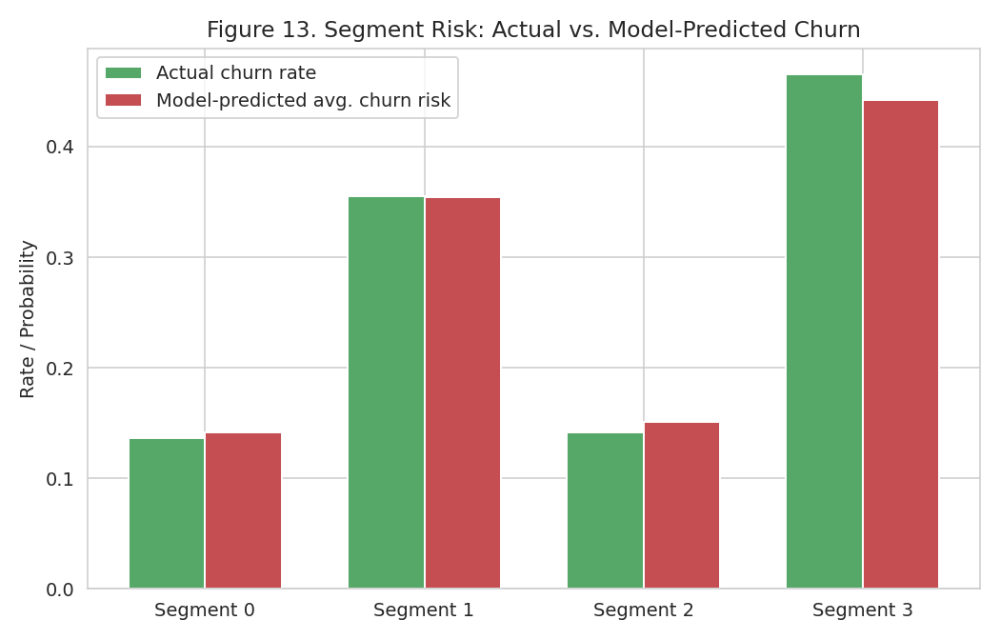 Figure 13. Segment Risk: Actual vs. Model-Predicted Churn
Actual churn rate
Model-predicted avg. churn risk
Rate / Probability
0.4
0.3
0.2
0.1
0.0
Segment 0
Segment 1
Segment 2
Segment 3